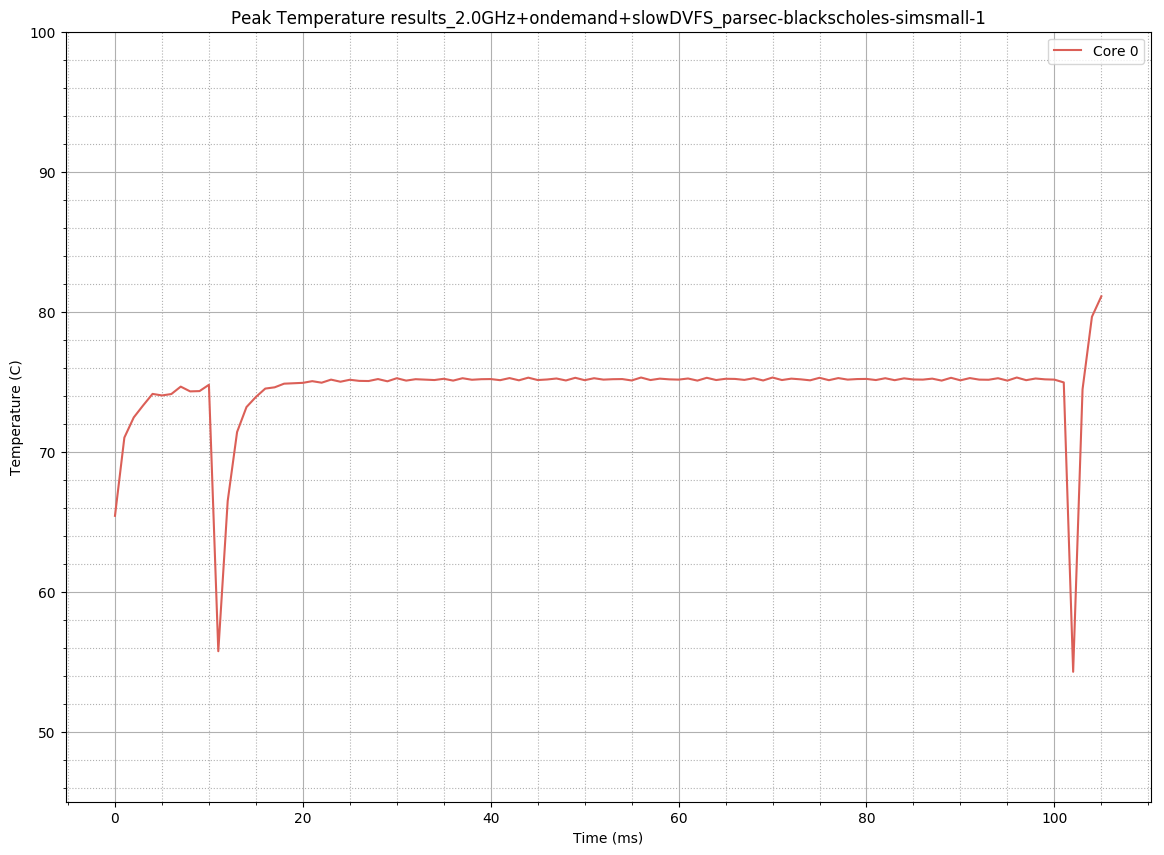 Peak Temperature results_2.0GHz+ondemand+slowDVFS_parsec-blackscholes-simsmall-1
Core 0
100
90
80
70
60
50
Temperature (C)
0 20 40 60 80 100
Time (ms)